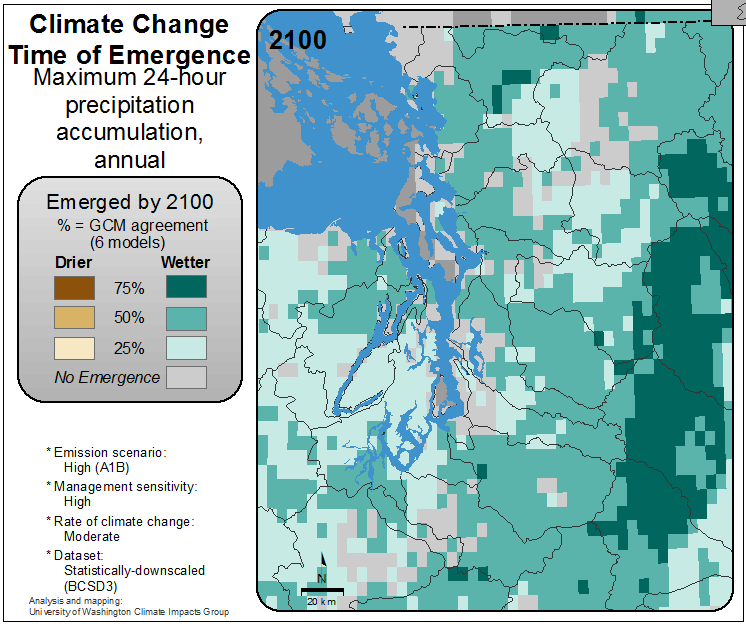 Climate Change
Time of Emergence
Maximum 24-hour
precipitation
accumulation,
annual
Emerged by 2100
% = GCM agreement
(6 models)
Drier Wetter
75%
50%
25%
No Emergence
* Emission scenario:
High (A1B)
* Management sensitivity:
High
* Rate of climate change:
Moderate
* Dataset:
Statistically-downscaled
(BCSD3)
Analysis and mapping:
University of Washington Climate Impacts Group
2100
N
20 km